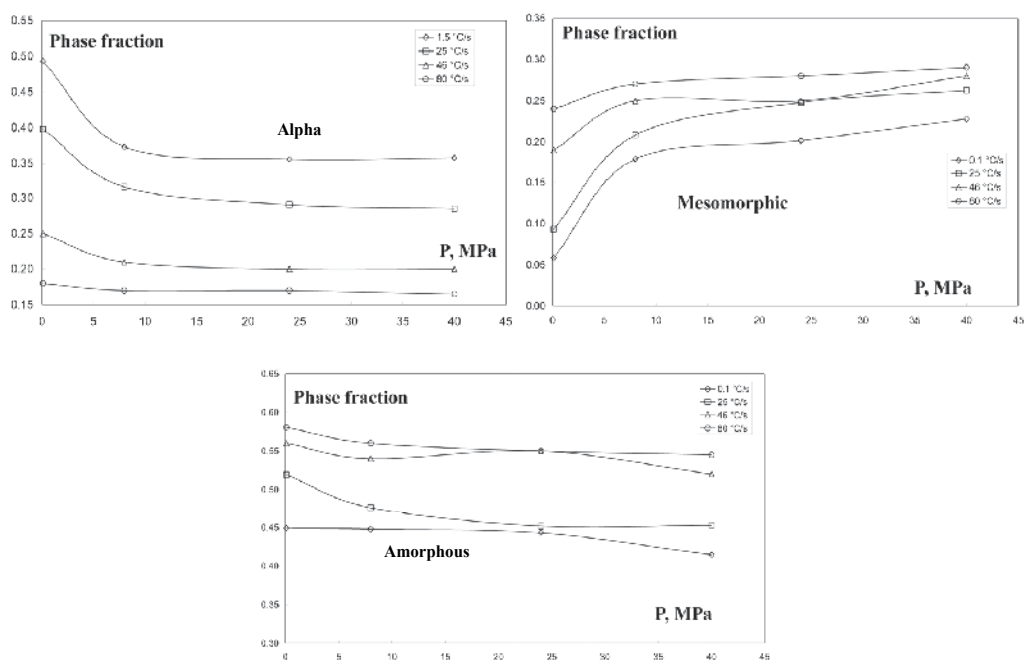 0.55
Phase fraction
0.50
0.45
0.40
0.35
0.30
0.25
0.20
0.15
1.5 °C/s
25 °C/s
46 °C/s
80 °C/s
Alpha
P, MPa
0 5 10 15 20 25 30 35 40 45
0.36
Phase fraction
0.30
0.25
0.20
0.15
0.10
0.05
0.00
0.1 °C/s
25 °C/s
46 °C/s
80 °C/s
Mesomorphic
P, MPa
0 5 10 15 20 25 30 35 40 45
0.65
Phase fraction
0.60
0.55
0.50
0.45
0.40
0.35
0.30
0.1 °C/s
25 °C/s
46 °C/s
80 °C/s
Amorphous
P, MPa
0 5 10 15 20 25 30 35 40 45